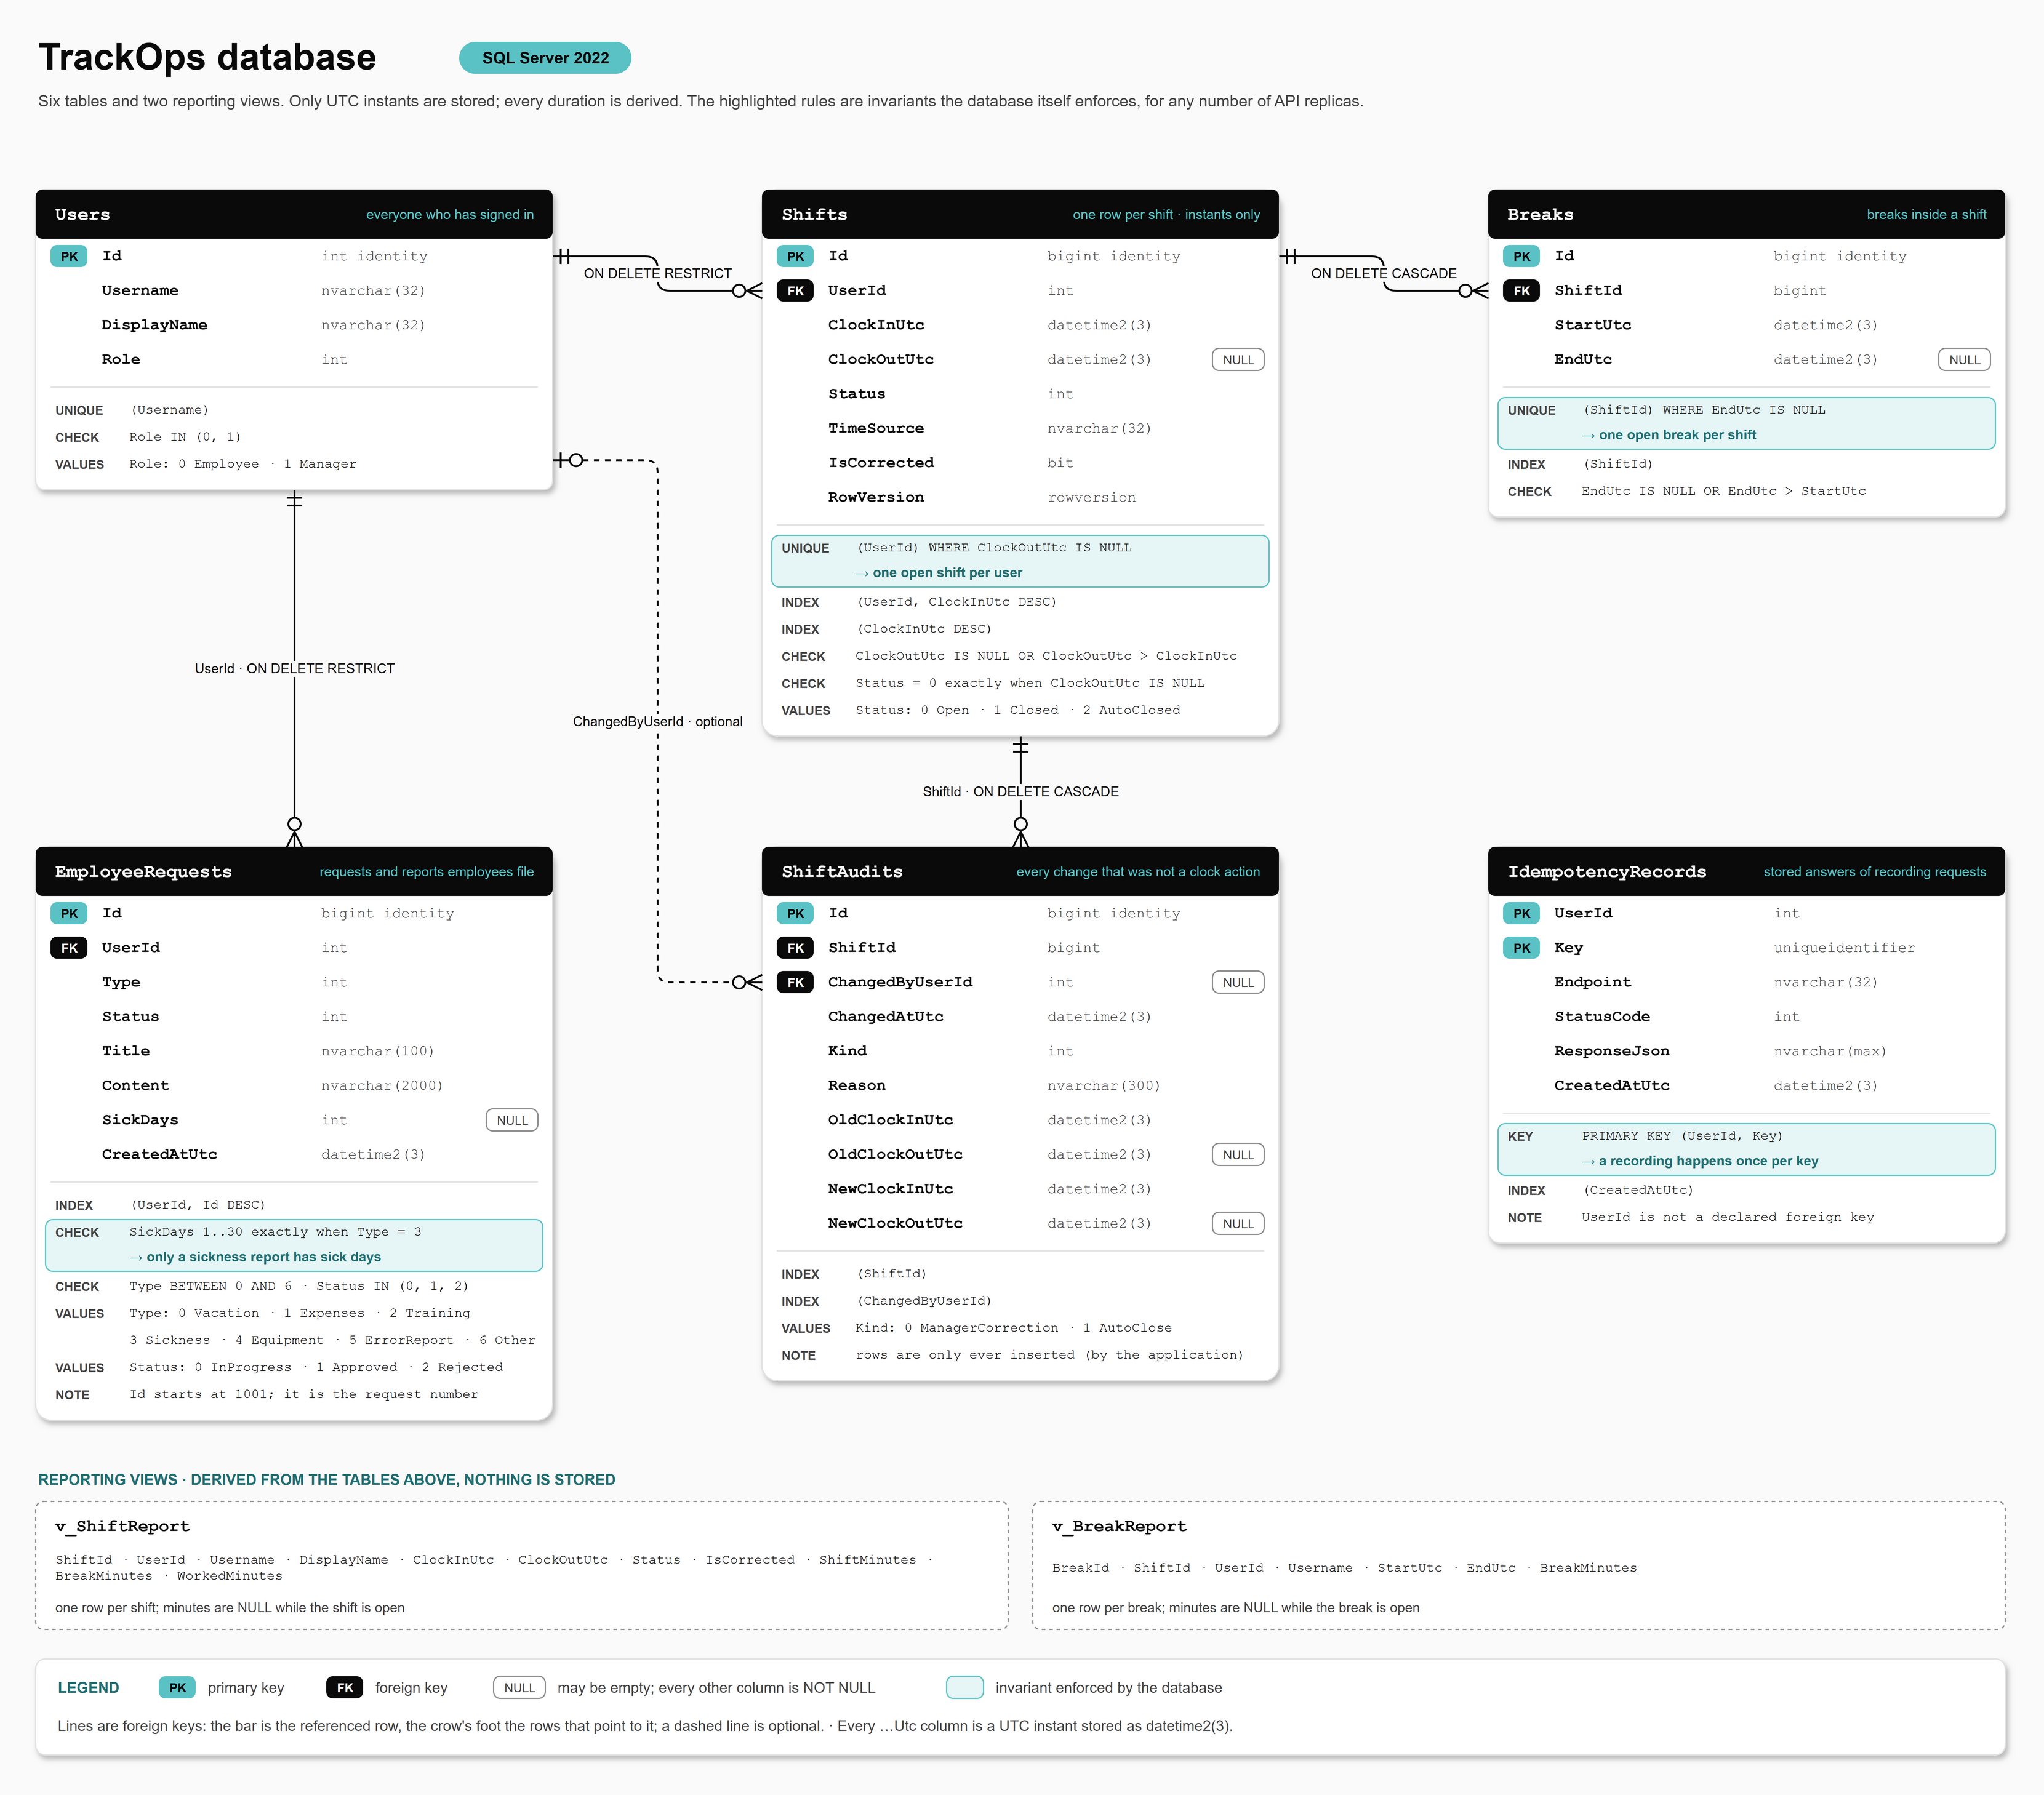 TrackOps database
SQL Server 2022
Six tables and two reporting views. Only UTC instants are stored; every duration is derived. The highlighted rules are invariants the database itself enforces, for any number of API replicas.
Users everyone who has signed in
PK Id int identity
Username nvarchar(32)
DisplayName nvarchar(32)
Role int
UNIQUE (Username)
CHECK Role IN (0, 1)
VALUES Role: 0 Employee · 1 Manager
ON DELETE RESTRICT
Shifts one row per shift · instants only
PK Id bigint identity
FK UserId int
ClockInUtc datetime2(3)
ClockOutUtc datetime2(3) NULL
Status int
TimeSource nvarchar(32)
IsCorrected bit
RowVersion rowversion
UNIQUE (UserId) WHERE ClockOutUtc IS NULL
→ one open shift per user
INDEX (UserId, ClockInUtc DESC)
INDEX (ClockInUtc DESC)
CHECK ClockOutUtc IS NULL OR ClockOutUtc > ClockInUtc
CHECK Status = 0 exactly when ClockOutUtc IS NULL
VALUES Status: 0 Open · 1 Closed · 2 AutoClosed
ON DELETE CASCADE
Breaks breaks inside a shift
PK Id bigint identity
FK ShiftId bigint
StartUtc datetime2(3)
EndUtc datetime2(3) NULL
UNIQUE (ShiftId) WHERE EndUtc IS NULL
→ one open break per shift
INDEX (ShiftId)
CHECK EndUtc IS NULL OR EndUtc > StartUtc
UserId · ON DELETE RESTRICT
ChangedByUserId · optional
ShiftId · ON DELETE CASCADE
EmployeeRequests requests and reports employees file
PK Id bigint identity
FK UserId int
Type int
Status int
Title nvarchar(100)
Content nvarchar(2000)
SickDays int NULL
CreatedAtUtc datetime2(3)
INDEX (UserId, Id DESC)
CHECK SickDays 1..30 exactly when Type = 3
→ only a sickness report has sick days
CHECK Type BETWEEN 0 AND 6 · Status IN (0, 1, 2)
VALUES Type: 0 Vacation · 1 Expenses · 2 Training
3 Sickness · 4 Equipment · 5 ErrorReport · 6 Other
VALUES Status: 0 InProgress · 1 Approved · 2 Rejected
NOTE Id starts at 1001; it is the request number
ShiftAudits every change that was not a clock action
PK Id bigint identity
FK ShiftId bigint
FK ChangedByUserId int NULL
ChangedAtUtc datetime2(3)
Kind int
Reason nvarchar(300)
OldClockInUtc datetime2(3)
OldClockOutUtc datetime2(3) NULL
NewClockInUtc datetime2(3)
NewClockOutUtc datetime2(3) NULL
INDEX (ShiftId)
INDEX (ChangedByUserId)
VALUES Kind: 0 ManagerCorrection · 1 AutoClose
NOTE rows are only ever inserted (by the application)
IdempotencyRecords stored answers of recording requests
PK UserId int
PK Key uniqueidentifier
Endpoint nvarchar(32)
StatusCode int
ResponseJson nvarchar(max)
CreatedAtUtc datetime2(3)
KEY PRIMARY KEY (UserId, Key)
→ a recording happens once per key
INDEX (CreatedAtUtc)
NOTE UserId is not a declared foreign key
REPORTING VIEWS · DERIVED FROM THE TABLES ABOVE, NOTHING IS STORED
v_ShiftReport
ShiftId · UserId · Username · DisplayName · ClockInUtc · ClockOutUtc · Status · IsCorrected · ShiftMinutes ·
BreakMinutes · WorkedMinutes
one row per shift; minutes are NULL while the shift is open
v_BreakReport
BreakId · ShiftId · UserId · Username · StartUtc · EndUtc · BreakMinutes
one row per break; minutes are NULL while the break is open
LEGEND PK primary key FK foreign key NULL may be empty; every other column is NOT NULL invariant enforced by the database
Lines are foreign keys: the bar is the referenced row, the crow's foot the rows that point to it; a dashed line is optional. · Every …Utc column is a UTC instant stored as datetime2(3).